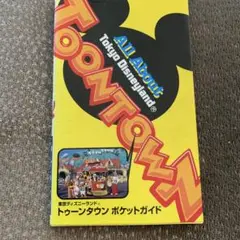 All About
Tokyo Disneyland®
TOONTOWN
東京ディズニーランド®
トゥーンタウン ポケットガイド